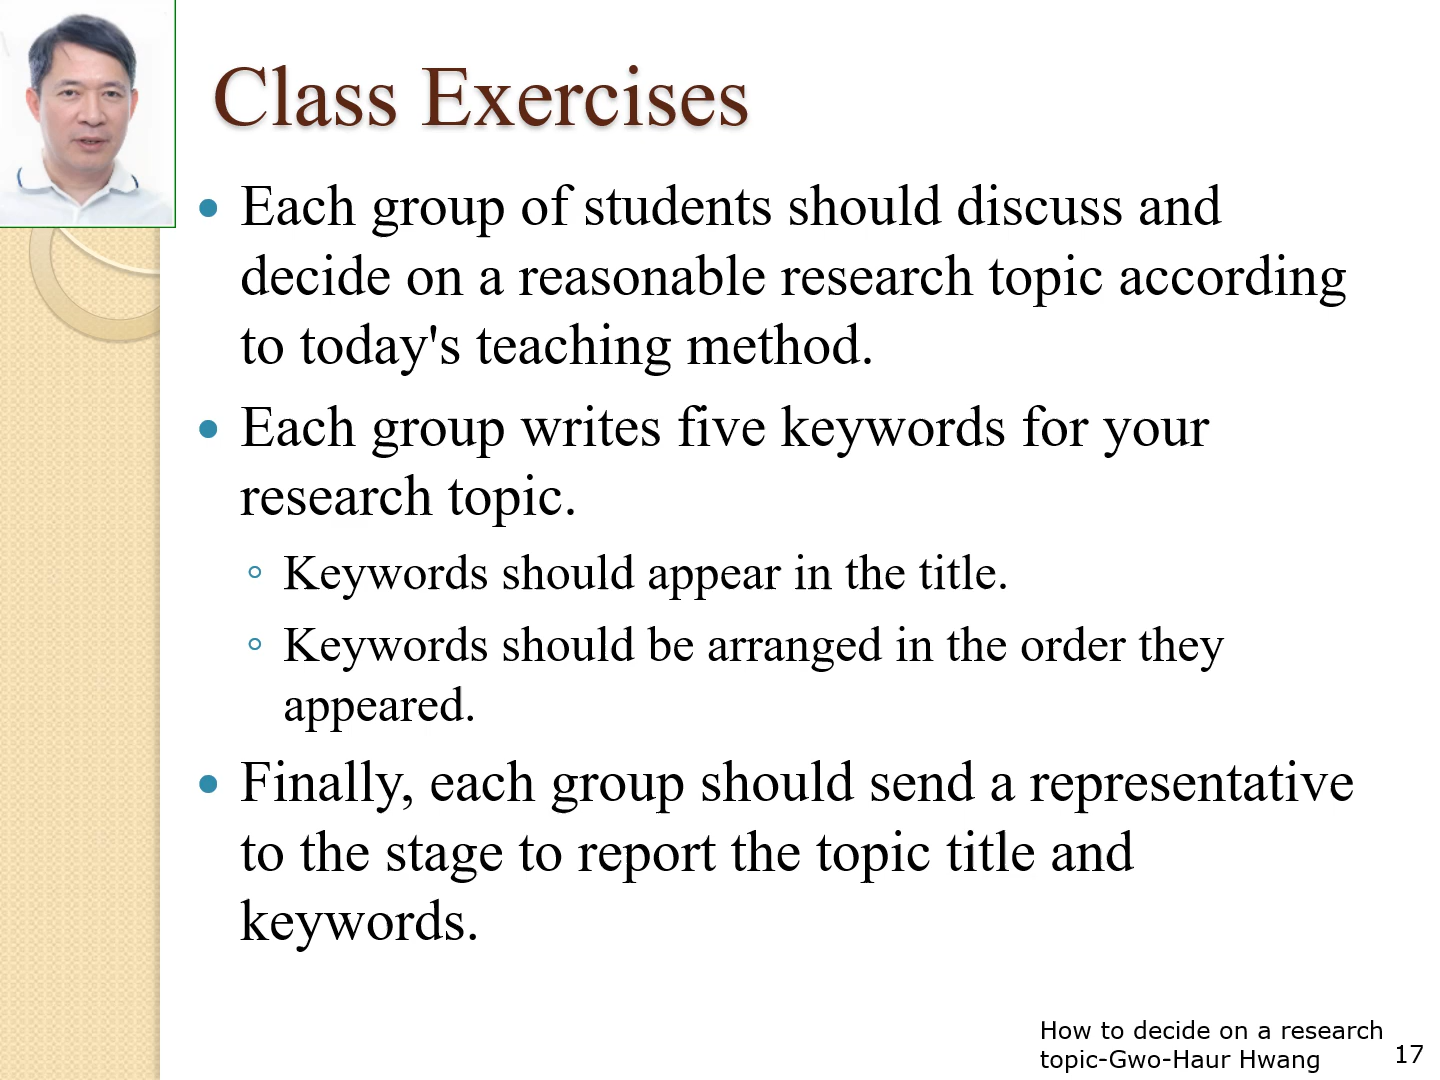 Class Exercises
Each group of students should discuss and
decide on a reasonable research topic according
to today's teaching method.
Each group writes five keywords for your
research topic.
Keywords should appear in the title.
Keywords should be arranged in the order they
appeared.
Finally, each group should send a representative
to the stage to report the topic title and
keywords.
How to decide on a research
topic-Gwo-Haur Hwang
17